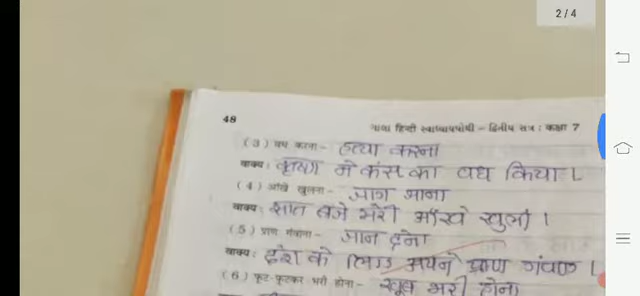 2/4
48
नावा हिन्दी स्वाध्यायपोथी – द्वितीय सत्र : कक्षा 7
(3) वध करना - हत्या करना
वाक्य : कृष्ण ने कंस का वध किया।
(4) आँखे खुलना - जाग जाना
वाक्य : सात बजे मेरी आँखे खुली।
(5) प्राण गंवाना - जान देना
वाक्य : देश के लिए अपने प्राण गंवाए।
(6) कूट-कूटकर भरी होना - खूब भरी होना